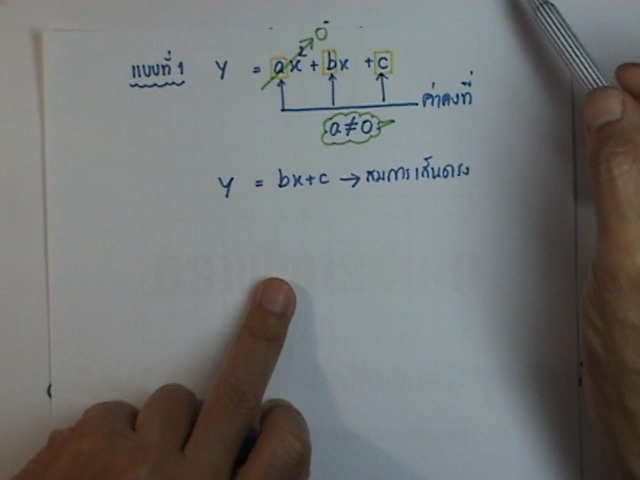 แบบที่ 1 y = ax² + bx + c
0
ค่าคงที่
a ≠ 0
y = bx+c → สมการเส้นตรง